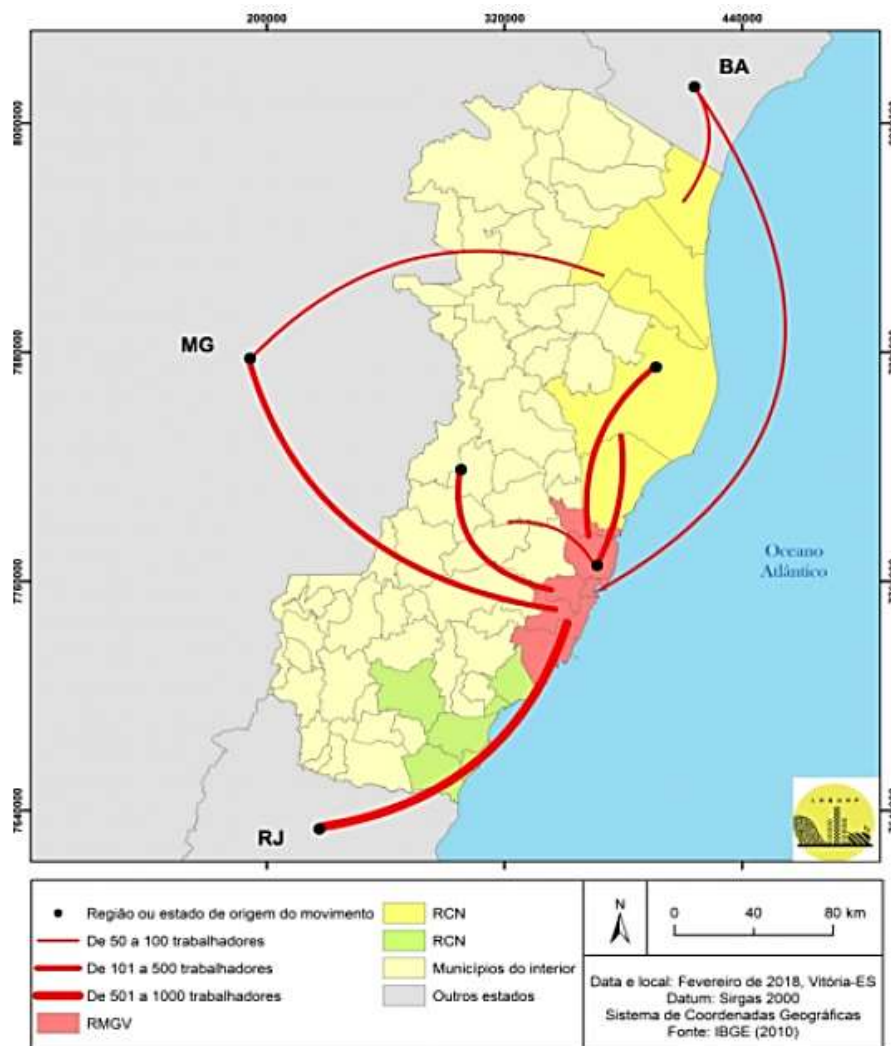 200000 320000 440000
BA
8000000
MG
7880000
Oceano
Atlântico
7760000
7640000
RJ
Região ou estado de origem do movimento
De 50 a 100 trabalhadores
De 101 a 500 trabalhadores
De 501 a 1000 trabalhadores
RMGV
RCN
RCN
Municípios do interior
Outros estados
N
0 40 80 km
Data e local: Fevereiro de 2018, Vitória-ES
Datum: Sirgas 2000
Sistema de Coordenadas Geográficas
Fonte: IBGE (2010)